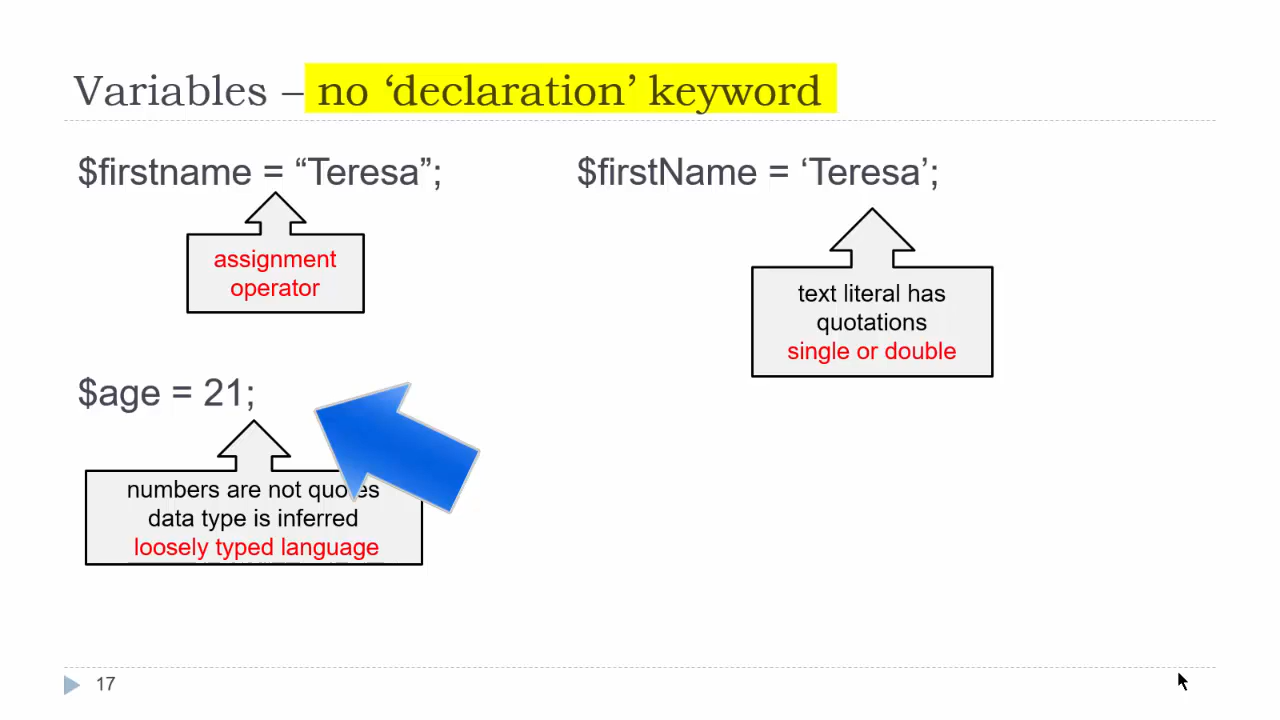 Variables – no ‘declaration’ keyword
$firstname = “Teresa”;
$firstName = ‘Teresa’;
assignment
operator
text literal has
quotations
single or double
$age = 21;
numbers are not quotes
data type is inferred
loosely typed language
17